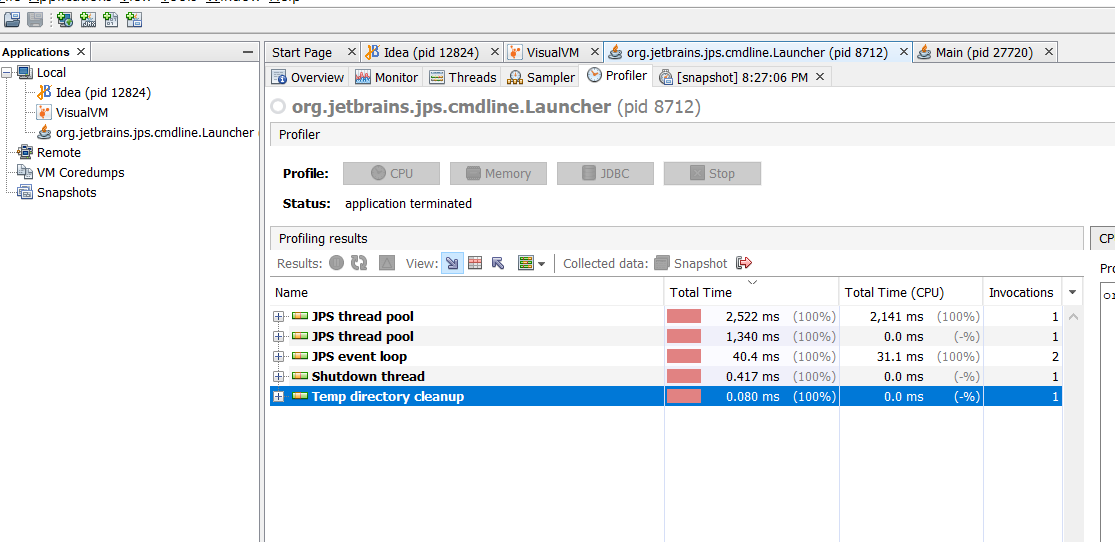 Applications View Tools Window Help
Applications
Start Page
Idea (pid 12824)
VisualVM
org.jetbrains.jps.cmdline.Launcher (pid 8712)
Main (pid 27720)
Local
Idea (pid 12824)
VisualVM
org.jetbrains.jps.cmdline.Launcher
Remote
VM Coredumps
Snapshots
Overview
Monitor
Threads
Sampler
Profiler
[snapshot] 8:27:06 PM
org.jetbrains.jps.cmdline.Launcher (pid 8712)
Profiler
Profile: CPU Memory JDBC Stop
Status: application terminated
Profiling results
CP
Results: View: Collected data: Snapshot
Name Total Time Total Time (CPU) Invocations
JPS thread pool 2,522 ms (100%) 2,141 ms (100%) 1
JPS thread pool 1,340 ms (100%) 0.0 ms (-%) 1
JPS event loop 40.4 ms (100%) 31.1 ms (100%) 2
Shutdown thread 0.417 ms (100%) 0.0 ms (-%) 1
Temp directory cleanup 0.080 ms (100%) 0.0 ms (-%) 1